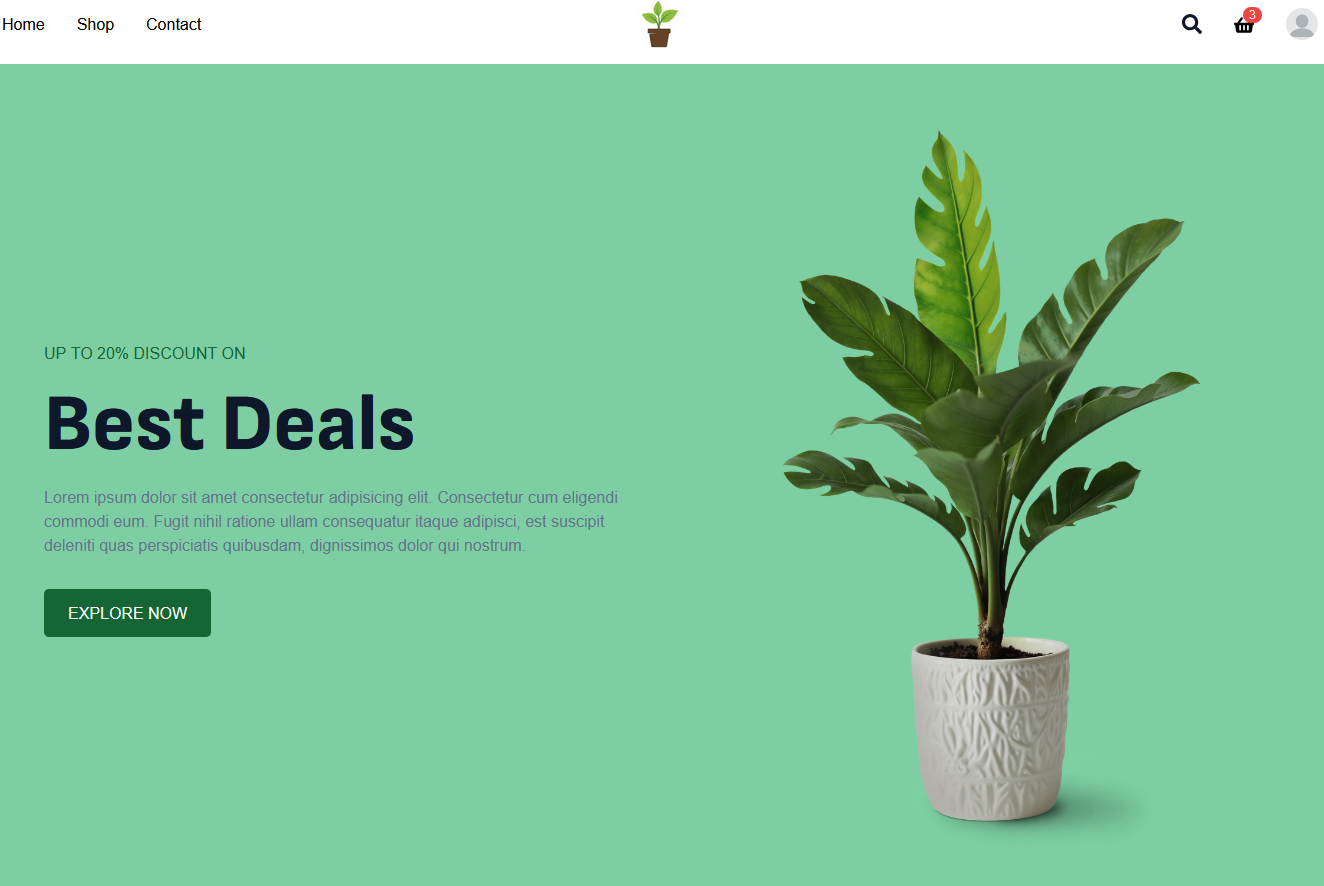 Home
Shop
Contact
3
UP TO 20% DISCOUNT ON
Best Deals
Lorem ipsum dolor sit amet consectetur adipisicing elit. Consectetur cum eligendi
commodi eum. Fugit nihil ratione ullam consequatur itaque adipisci, est suscipit
deleniti quas perspiciatis quibusdam, dignissimos dolor qui nostrum.
EXPLORE NOW